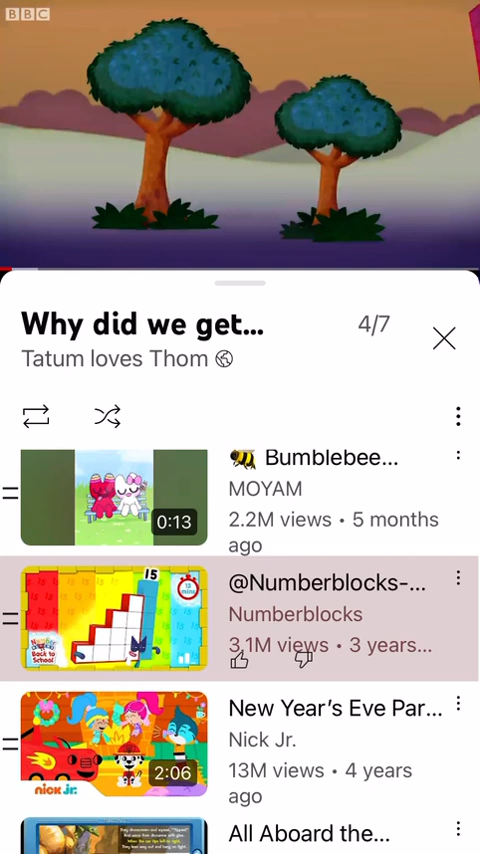 BBC
Why did we get...
4/7
Tatum loves Thom
Bumblebee...
MOYAM
0:13
2.2M views • 5 months
ago
15
@Numberblocks-...
Numberblocks
Back to
School
3.1M views • 3 years...
New Year's Eve Par...
Nick Jr.
nick jr.
2:06
13M views • 4 years
ago
All Aboard the...